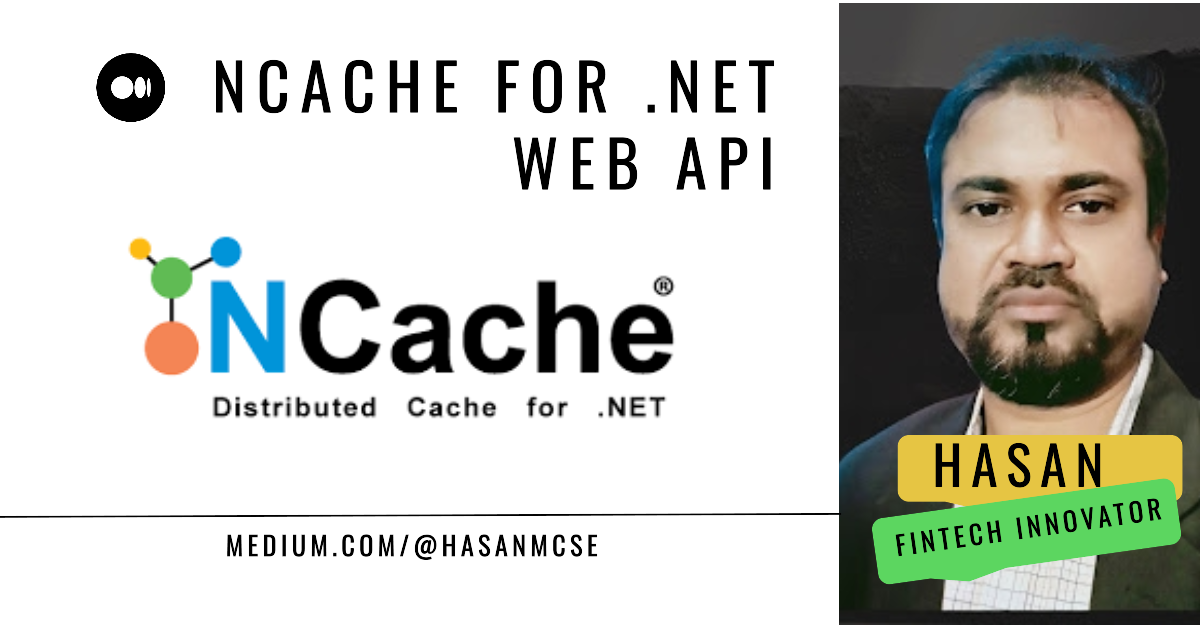 NCACHE FOR .NET
WEB API
NCache®
Distributed Cache for .NET
MEDIUM.COM/@HASANMCSE
HASAN
FINTECH INNOVATOR